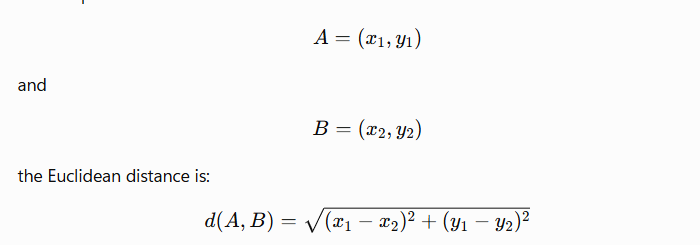 A = (x₁, y₁)
and
B = (x₂, y₂)
the Euclidean distance is:
d(A, B) = √((x₁ − x₂)² + (y₁ − y₂)²)